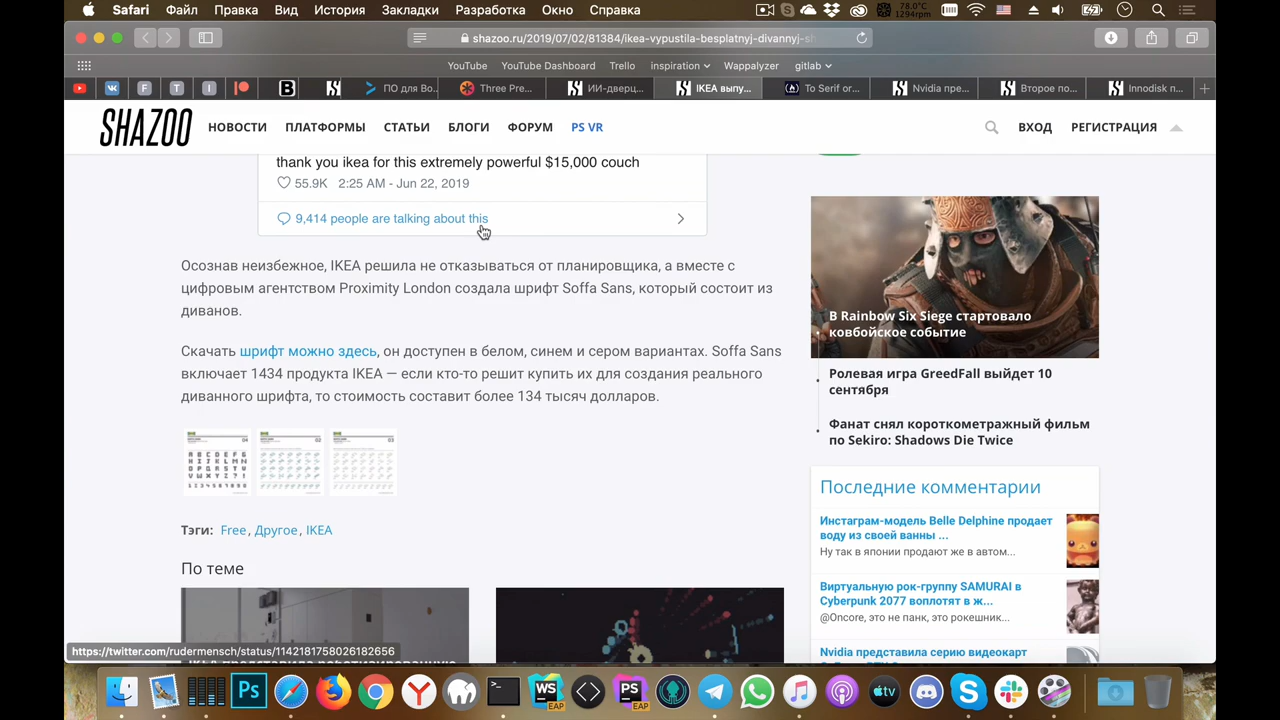 Safari Файл Правка Вид История Закладки Разработка Окно Справка
78.0°C
1294rpm
shazoo.ru/2019/07/02/81384/ikea-vypustila-besplatnyj-divannyj-sh
YouTube YouTube Dashboard Trello inspiration Wappalyzer gitlab
ПО для Во... Three Pre... ИИ-дверц... IKEA выпу... To Serif or... Nvidia пре... Второе по... Innodisk п...
SHAZOO НОВОСТИ ПЛАТФОРМЫ СТАТЬИ БЛОГИ ФОРУМ PS VR ВХОД РЕГИСТРАЦИЯ
thank you ikea for this extremely powerful $15,000 couch
55.9K 2:25 AM - Jun 22, 2019
9,414 people are talking about this
Осознав неизбежное, IKEA решила не отказываться от планировщика, а вместе с
цифровым агентством Proximity London создала шрифт Soffa Sans, который состоит из
диванов.
Скачать шрифт можно здесь, он доступен в белом, синем и сером вариантах. Soffa Sans
включает 1434 продукта IKEA — если кто-то решит купить их для создания реального
диванного шрифта, то стоимость составит более 134 тысяч долларов.
Тэги: Free, Другое, IKEA
По теме
В Rainbow Six Siege стартовало
ковбойское событие
Ролевая игра GreedFall выйдет 10
сентября
Фанат снял короткометражный фильм
по Sekiro: Shadows Die Twice
Последние комментарии
Инстаграм-модель Belle Delphine продает
воду из своей ванны ...
Ну так в японии продают же в автом...
Виртуальную рок-группу SAMURAI в
Cyberpunk 2077 воплотят в ж...
@Oncore, это не панк, это рокешник...
Nvidia представила серию видеокарт
https://twitter.com/rudermensch/status/1142181758026182656
Ps
WS
EAP
PS
EAP
tv